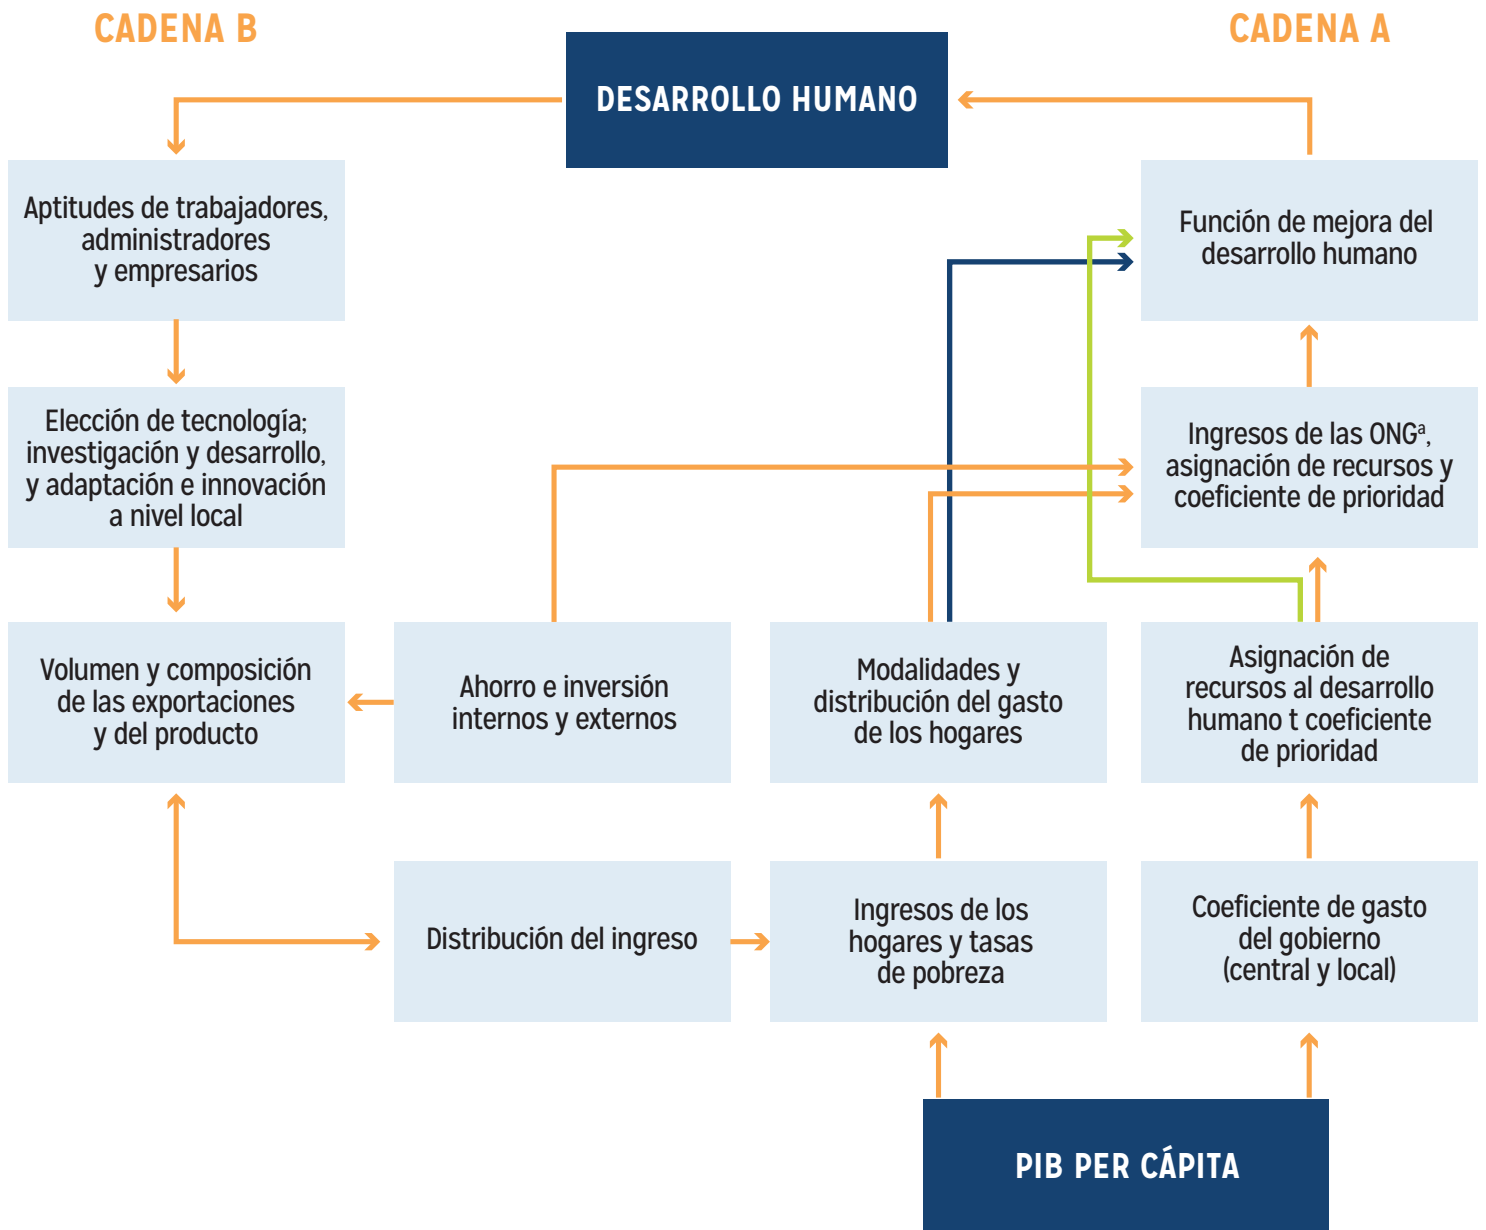 CADENA B
CADENA A
DESARROLLO HUMANO
Aptitudes de trabajadores,
administradores
y empresarios
Función de mejora del
desarrollo humano
Elección de tecnología;
investigación y desarrollo,
y adaptación e innovación
a nivel local
Ingresos de las ONGª,
asignación de recursos y
coeficiente de prioridad
Volumen y composición
de las exportaciones
y del producto
Ahorro e inversión
internos y externos
Modalidades y
distribución del gasto
de los hogares
Asignación de
recursos al desarrollo
humano t coeficiente
de prioridad
Distribución del ingreso
Ingresos de los
hogares y tasas
de pobreza
Coeficiente de gasto
del gobierno
(central y local)
PIB PER CÁPITA